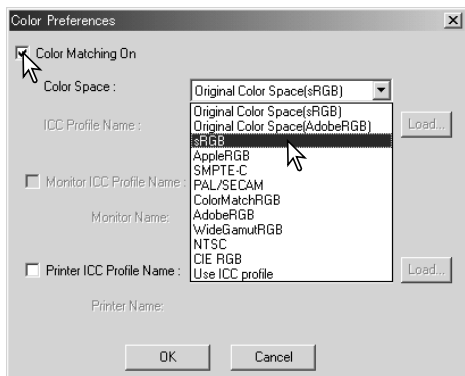 Color Preferences
Color Matching On
Color Space :
Original Color Space(sRGB)
Original Color Space(sRGB)
Original Color Space(AdobeRGB)
sRGB
AppleRGB
SMPTE-C
PAL/SECAM
ColorMatchRGB
AdobeRGB
WideGamutRGB
NTSC
CIE RGB
Use ICC profile
ICC Profile Name :
Load...
Monitor ICC Profile Name :
Monitor Name:
Printer ICC Profile Name :
Load...
Printer Name:
OK
Cancel